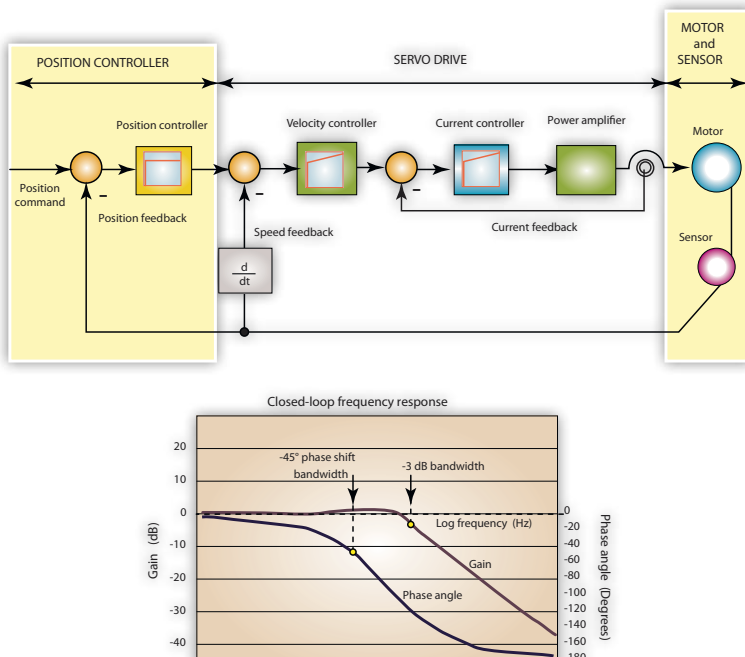 MOTOR
and
SENSOR
POSITION CONTROLLER
SERVO DRIVE
Position controller
Velocity controller
Current controller
Power amplifier
Motor
Position
command
–
–
–
Position feedback
Speed feedback
Current feedback
Sensor
d
dt
Closed-loop frequency response
20
10
0
-10
-20
-30
-40
Gain (dB)
-45° phase shift
bandwidth
-3 dB bandwidth
Log frequency (Hz)
Gain
Phase angle
0
-20
-40
-60
-80
-100
-120
-140
-160
-180
Phase angle (Degrees)